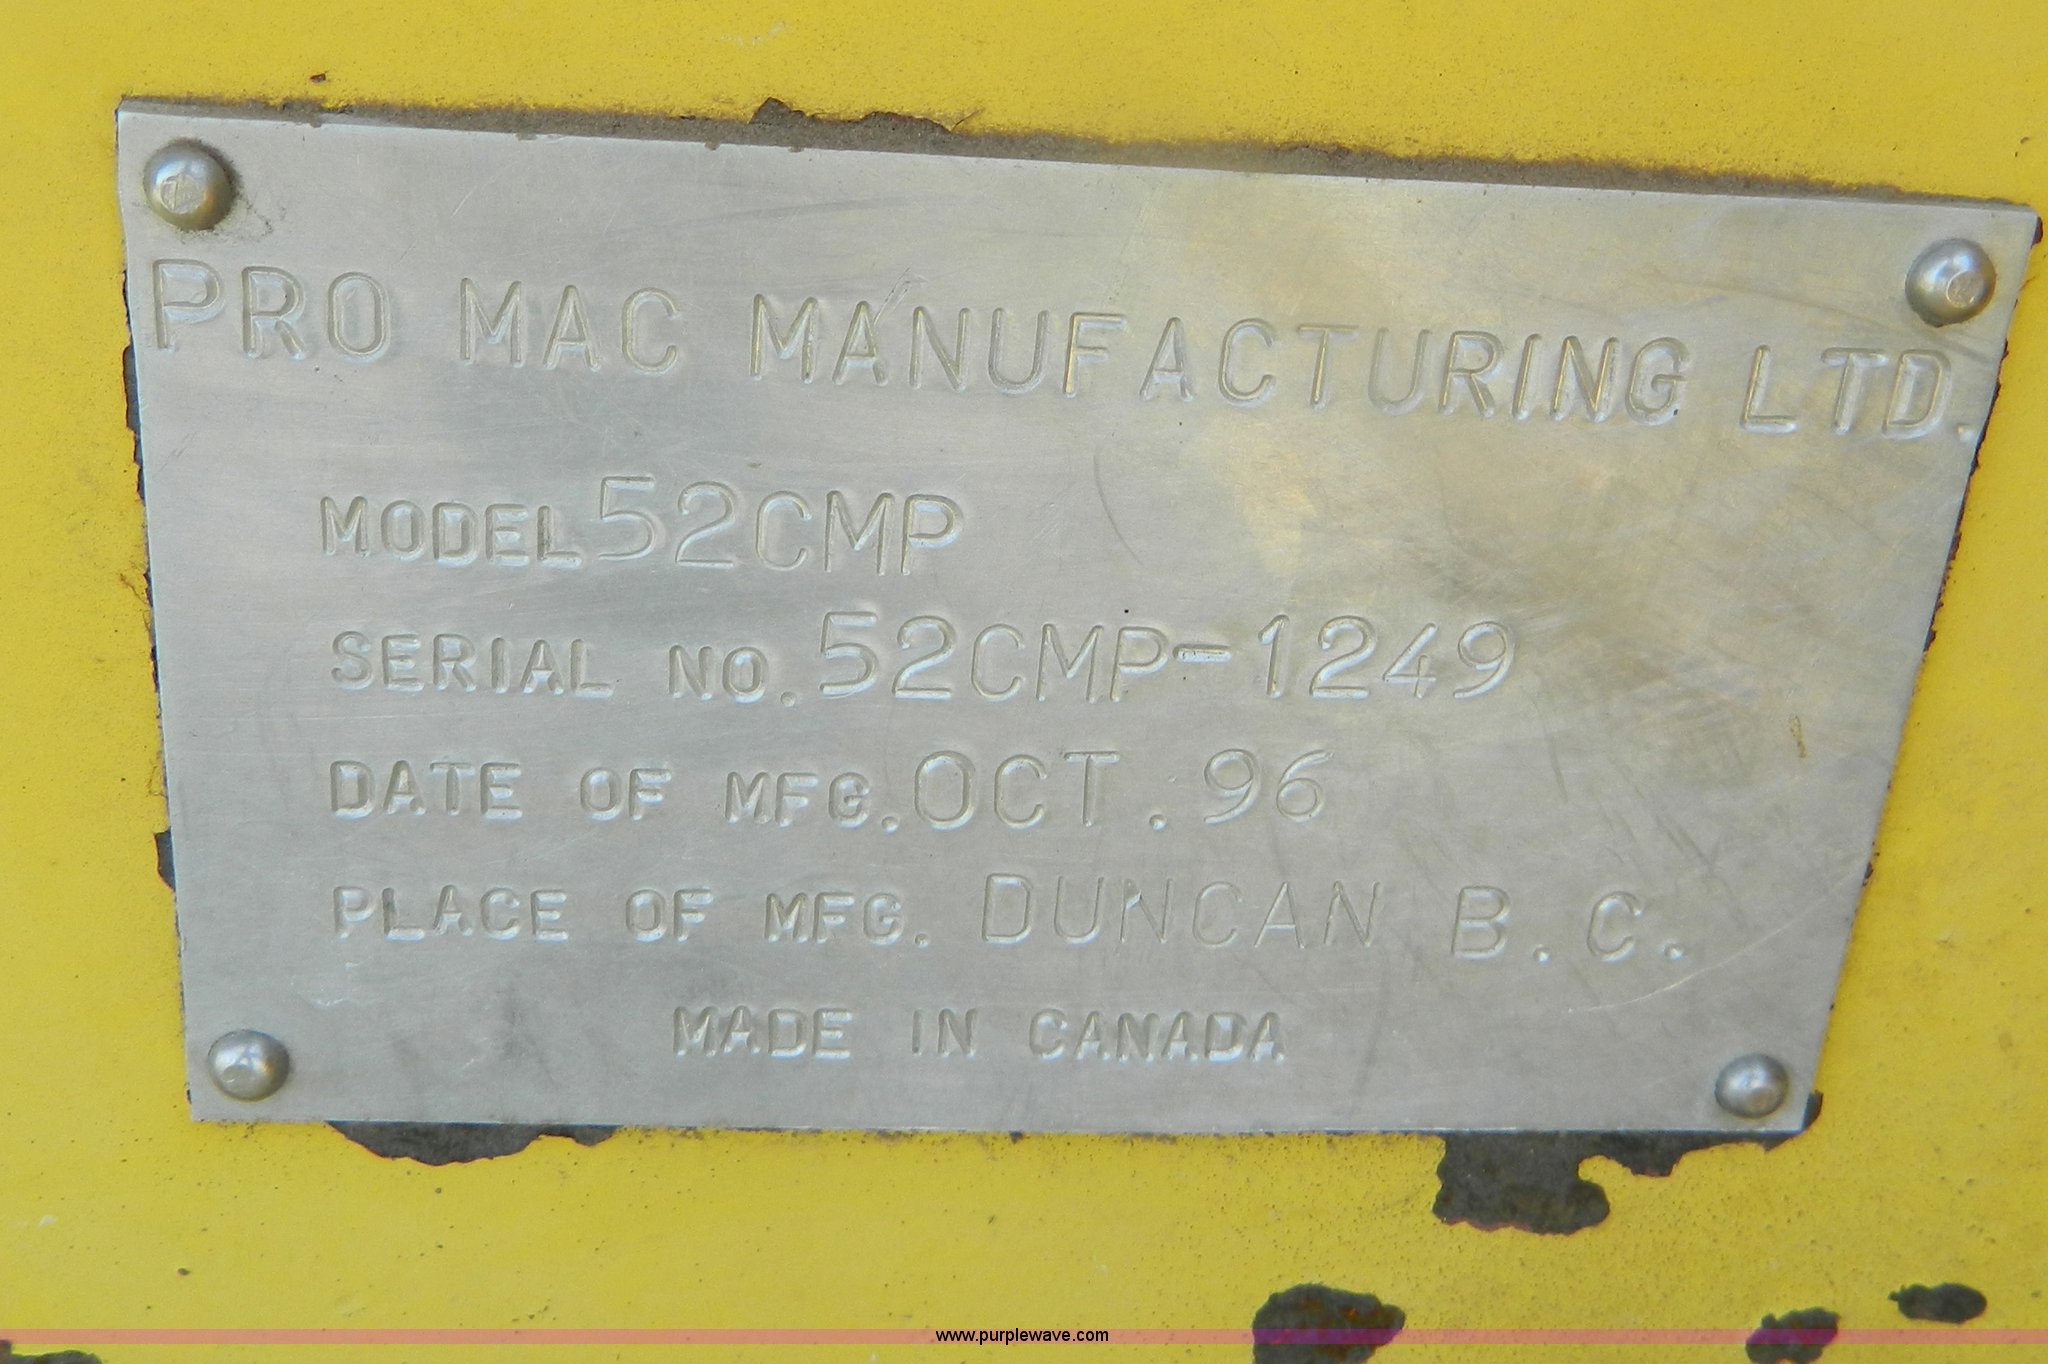 PRO MAC MANUFACTURING LTD.
MODEL 52CMP
SERIAL NO. 52CMP-1249
DATE OF MFG. OCT. 96
PLACE OF MFG. DUNCAN B.C.
MADE IN CANADA
www.purplewave.com